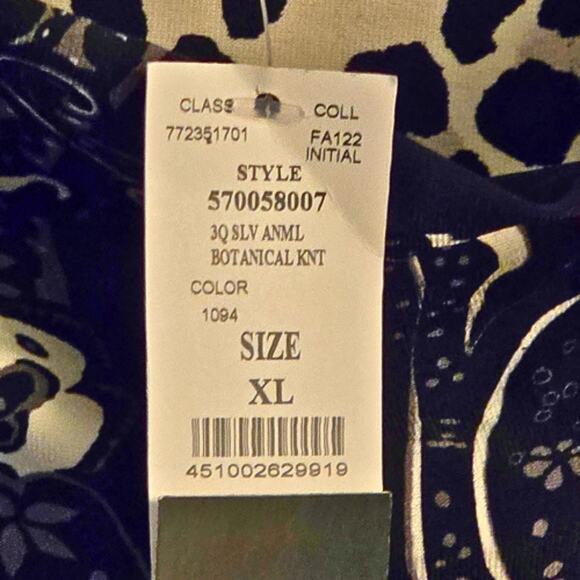 CLASS COLL
772351701 FA122
INITIAL
STYLE
570058007
3Q SLV ANML
BOTANICAL KNT
COLOR
1094
SIZE
XL
451002629919